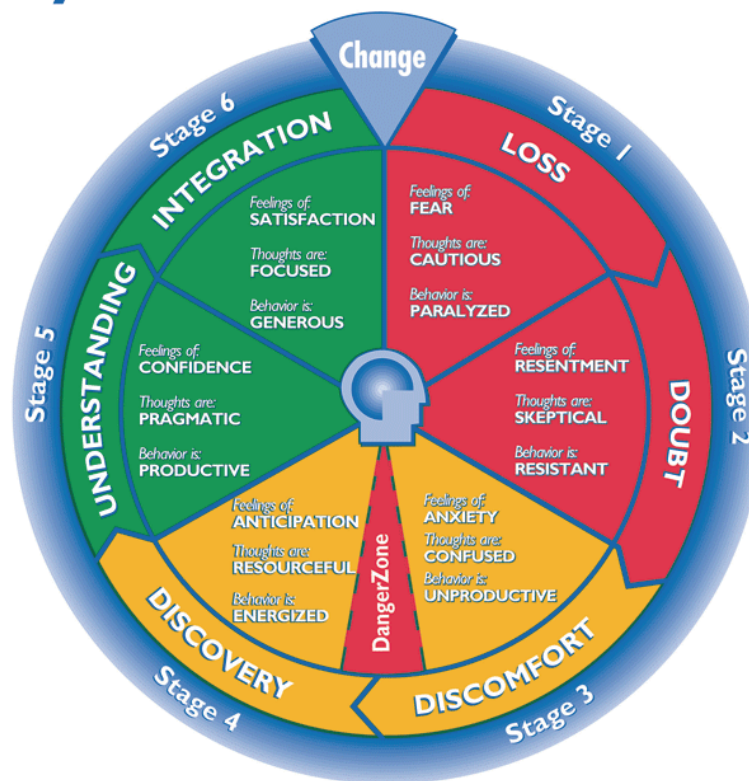 Change
Stage 1
LOSS
Feelings of:
FEAR
Thoughts are:
CAUTIOUS
Behavior is:
PARALYZED
Stage 2
DOUBT
Feelings of:
RESENTMENT
Thoughts are:
SKEPTICAL
Behavior is:
RESISTANT
Stage 3
DISCOMFORT
Feelings of:
ANXIETY
Thoughts are:
CONFUSED
Behavior is:
UNPRODUCTIVE
DangerZone
Stage 4
DISCOVERY
Feelings of:
ANTICIPATION
Thoughts are:
RESOURCEFUL
Behavior is:
ENERGIZED
Stage 5
UNDERSTANDING
Feelings of:
CONFIDENCE
Thoughts are:
PRAGMATIC
Behavior is:
PRODUCTIVE
Stage 6
INTEGRATION
Feelings of:
SATISFACTION
Thoughts are:
FOCUSED
Behavior is:
GENEROUS